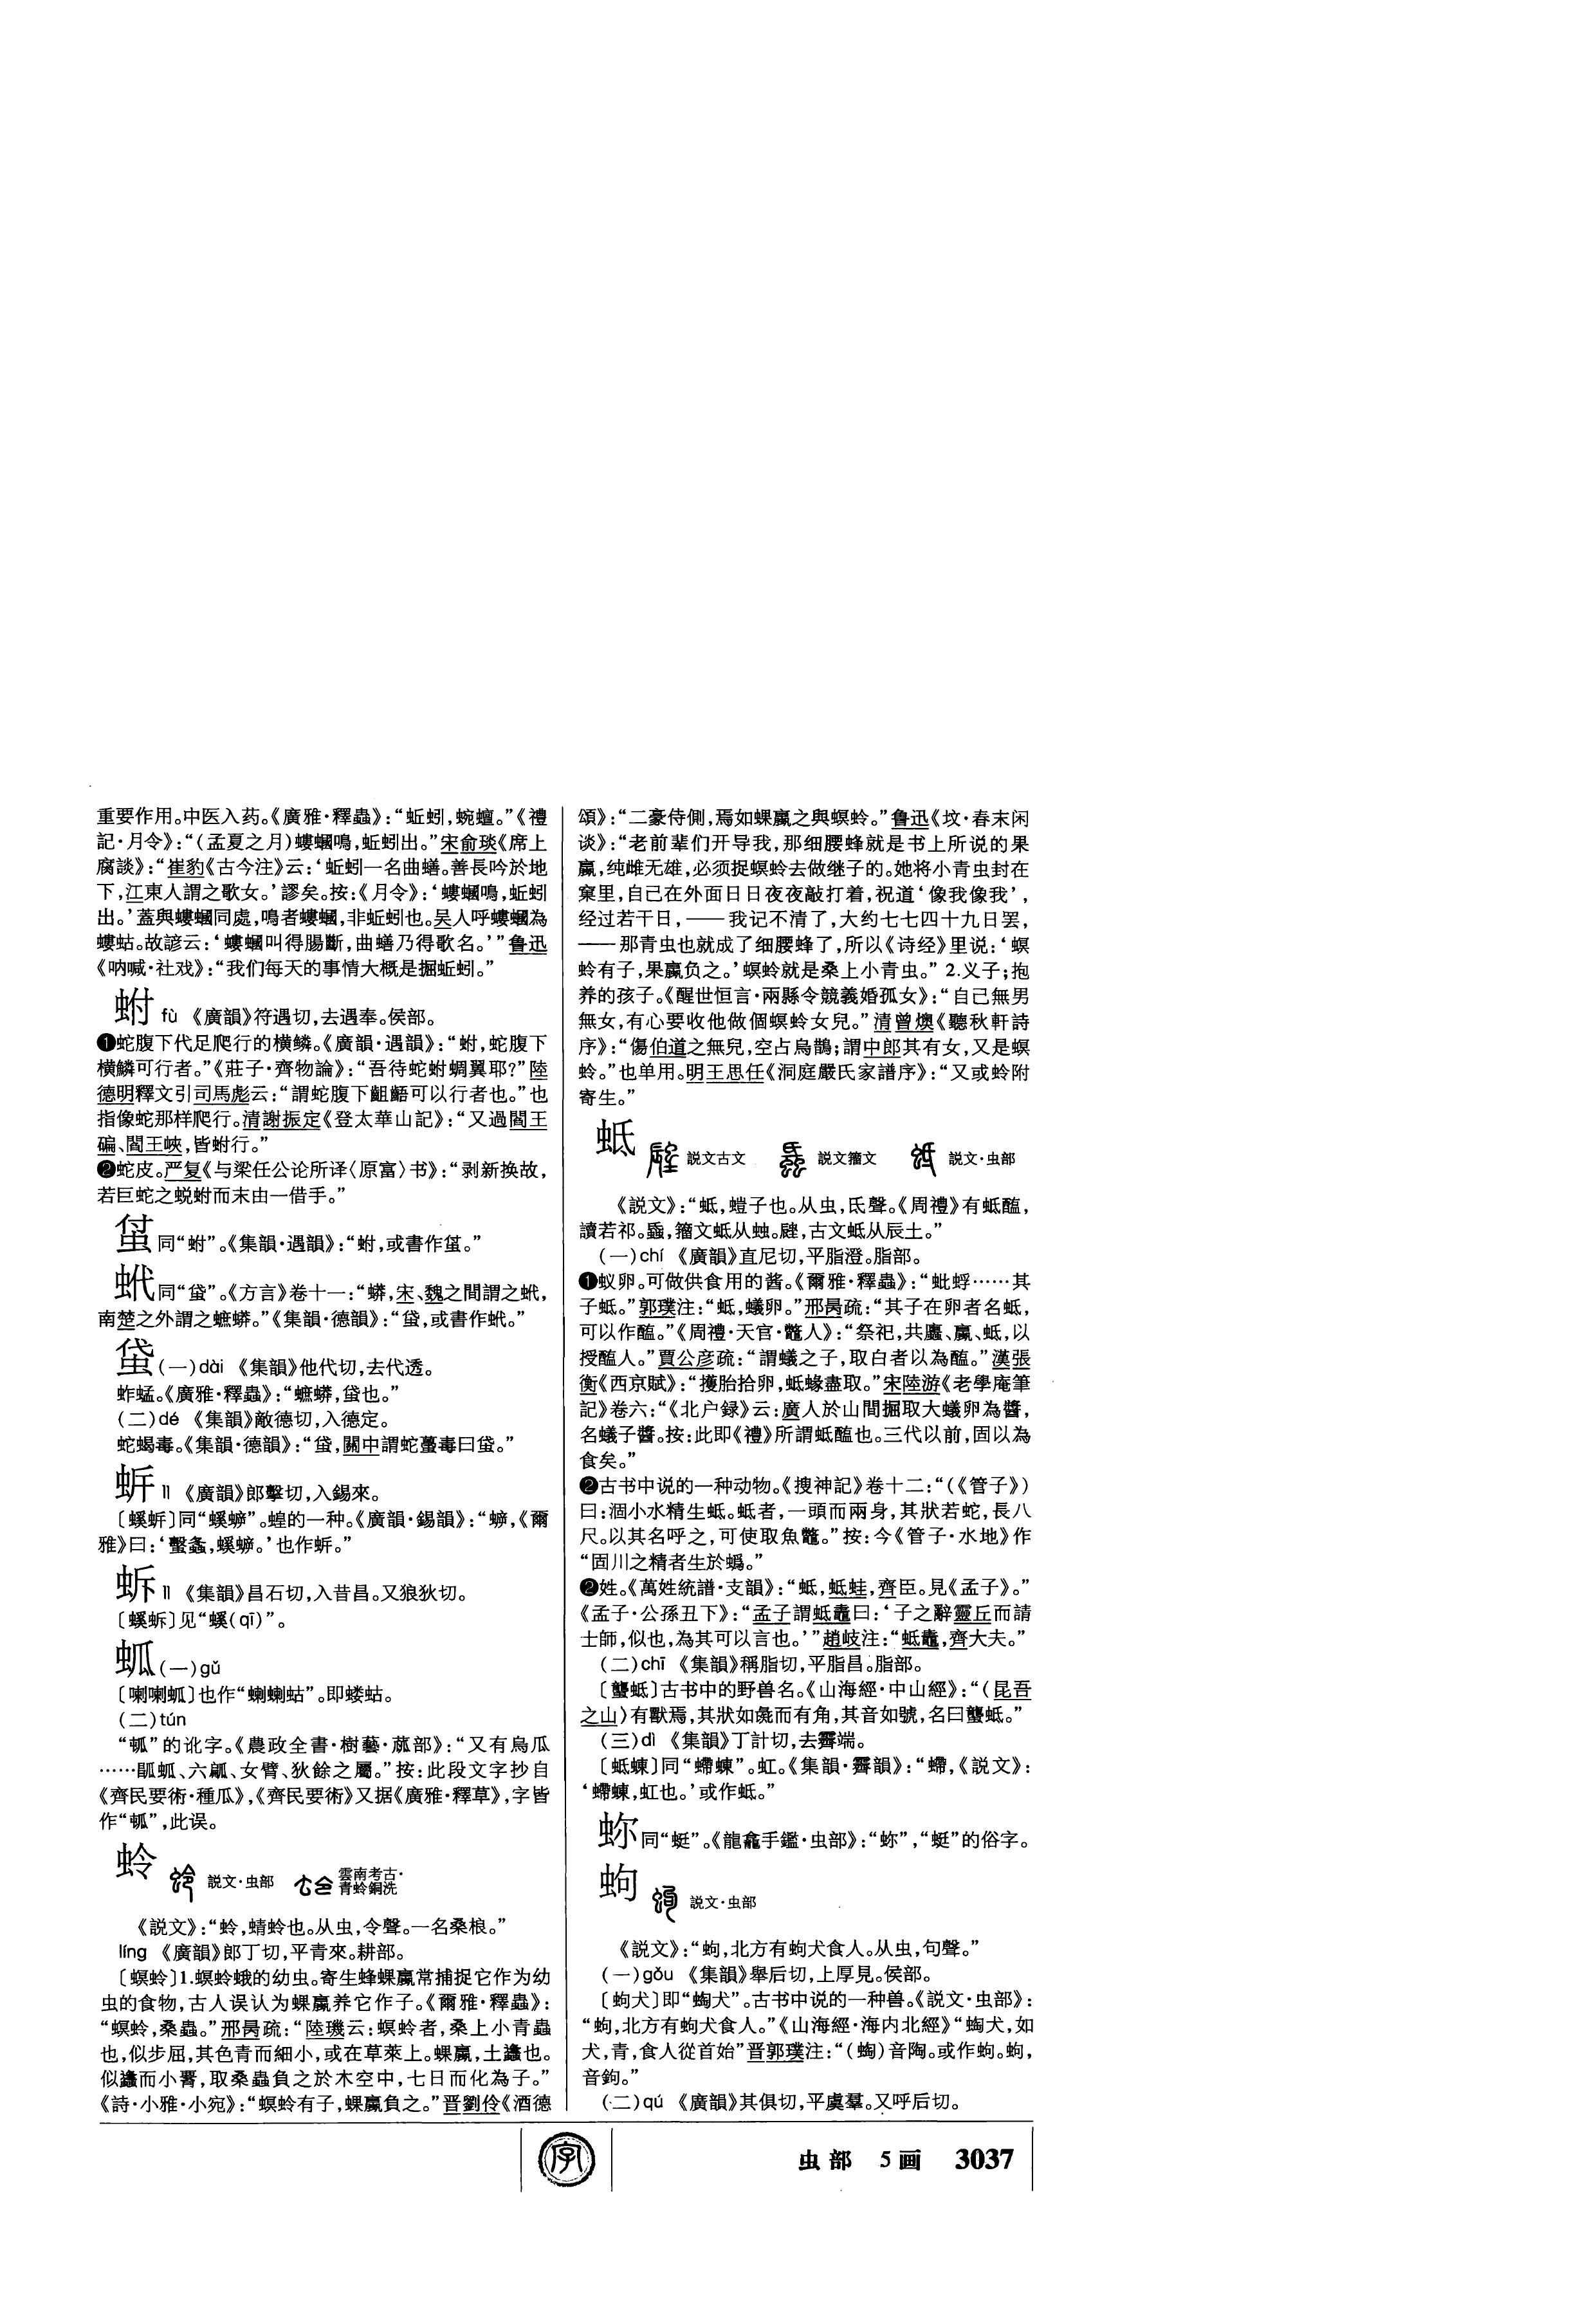 重要作用。中医入药。《廣雅·釋蟲》：“蚯蚓，蜿蟺。”《禮
記·月令》：“（孟夏之月）螻蟈鳴，蚯蚓出。”宋俞琰《席上
腐談》：“崔豹《古今注》云：‘蚯蚓一名曲蟮。善長吟於地
下，江東人謂之歌女。’謬矣。按：《月令》：‘螻蟈鳴，蚯蚓
出。’蓋與螻蟈同處，鳴者螻蟈，非蚯蚓也。吴人呼螻蟈為
螻蛄。故諺云：‘螻蟈叫得腸斷，曲蟮乃得歌名。’”鲁迅
《呐喊·社戏》：“我们每天的事情大概是掘蚯蚓。”
蚹 fù 《廣韻》符遇切，去遇奉。侯部。
❶蛇腹下代足爬行的横鳞。《廣韻·遇韻》：“蚹，蛇腹下
横鱗可行者。”《莊子·齊物論》：“吾待蛇蚹蜩翼耶？”陸
德明釋文引司馬彪云：“謂蛇腹下齟齬可以行者也。”也
指像蛇那样爬行。清謝振定《登太華山記》：“又過閻王
碥、閻王峽，皆蚹行。”
❷蛇皮。严复《与梁任公论所译〈原富〉书》：“剥新换故，
若巨蛇之蜕蚹而末由一借手。”
同“蚹”。《集韻·遇韻》：“蚹，或書作
蚮同“蟘”。《方言》卷十一：“蟒，宋、魏之間謂之蚮，
南楚之外謂之蟅蟒。”《集韻·德韻》：“蚮，或書作蚮。”
（一）dài 《集韻》他代切，去代透。
蚱蜢。《廣雅·釋蟲》：“蟅蟒，也。”
（二）dé 《集韻》敵德切，入德定。
蛇蝎毒。《集韻·德韻》：“關中謂蛇蠆毒曰
lì 《廣韻》郎擊切，入錫來。
同“螇蟧”。蝗的一种。《廣韻·錫韻》：“《爾
雅》曰：‘蟿螽，螇’也作
蚸 lì 《集韻》昌石切，入昔昌。又狼狄切。
〔螇蚸〕见“螇（qī）”。
（一）gǔ
〔喇喇〕也作“蝲蝲蛄”。即蝼蛄。
（二）tún
的讹字。《農政全書·樹藝·蓏部》：“又有烏瓜
女臂、狄餘之屬。”按：此段文字抄自
《齊民要術·種瓜》，《齊民要術》又据《廣雅·釋草》，字皆
作，此误。
蛉 説文·虫部 雲南考古·
青蛉銅洗
《説文》：“蛉，蜻蛉也。从虫，令聲。一名桑桹。”
líng 《廣韻》郎丁切，平青來。耕部。
〔螟蛉〕1.螟蛉蛾的幼虫。寄生蜂蜾蠃常捕捉它作为幼
虫的食物，古人误认为蜾蠃养它作子。《爾雅·釋蟲》：
“螟蛉，桑蟲。”邢昺疏：“陸璣云：螟蛉者，桑上小青蟲
也，似步屈，其色青而細小，或在草萊上。蜾蠃，土蠭也。
似蠭而小罯，取桑蟲負之於木空中，七日而化為子。”
《詩·小雅·小宛》：“螟蛉有子，蜾蠃負之。”晋劉伶《酒德
頌》：“二豪侍側，焉如蜾蠃之與螟蛉。”鲁迅《坟·春末闲
谈》：“老前辈们开导我，那细腰蜂就是书上所说的果
蠃，纯雌无雄，必须捉螟蛉去做继子的。她将小青虫封在
窠里，自己在外面日日夜夜敲打着，祝道‘像我像我’，
经过若干日，——我记不清了，大约七七四十九日罢，
——那青虫也就成了细腰蜂了，所以《诗经》里说：‘螟
蛉有子，果蠃负之。’螟蛉就是桑上小青虫。”2.义子；抱
养的孩子。《醒世恒言·兩縣令競義婚孤女》：“自己無男
無女，有心要收他做個螟蛉女兒。”清曾燠《聽秋軒詩
序》：“傷伯道之無兒，空占烏鵲；謂中郎其有女，又是螟
蛉。”也单用。明王思任《洞庭嚴氏家譜序》：“又或蛉附
寄生。”
蚳 説文古文 説文籀文 説文·虫部
《説文》：“蚳，螘子也。从虫，氐聲。《周禮》有蚳醢，
讀若祁。籀文蚳从䖵。古文蚳从辰土。”
（一）chí 《廣韻》直尼切，平脂澄。脂部。
❶蚁卵。可做供食用的酱。《爾雅·釋蟲》：“蚍蜉……其
子蚳。”郭璞注：“蚳，蟻卵。”邢昺疏：“其子在卵者名蚳，
可以作醢。”《周禮·天官·鼈人》：“祭祀，共蠯、蠃、蚳，以
授醢人。”賈公彦疏：“謂蟻之子，取白者以為醢。”漢張
衡《西京賦》：“擭胎拾卵，蚳蝝盡取。”宋陸游《老學庵筆
記》卷六：“《北户録》云：廣人於山間掘取大蟻卵為醬，
名蟻子醬。按：此即《禮》所謂蚳醢也。三代以前，固以為
食矣。”
❷古书中说的一种动物。《搜神記》卷十二：“（《管子》）
曰：涸小水精生蚳。蚳者，一頭而兩身，其狀若蛇，長八
尺。以其名呼之，可使取魚鼈。”按：今《管子·水地》作
“固川之精者生於蟡。”
❷姓。《萬姓統譜·支韻》：“蚳，蚳蛙，齊臣。見《孟子》。”
《孟子·公孫丑下》：“孟子謂蚳鼃曰：‘子之辭靈丘而請
士師，似也，為其可以言也。’”趙岐注：“蚳鼃，齊大夫。”
（二）chī 《集韻》稱脂切，平脂昌。脂部。
〔蠪蚳〕古书中的野兽名。《山海經·中山經》：“（昆吾
之山）有獸焉，其狀如彘而有角，其音如號，名曰蠪蚳。”
（三）dì 《集韻》丁計切，去霽端。
〔蚳蝀〕同“螮蝀”。虹。《集韻·霽韻》：“螮，《説文》：
‘螮蝀，虹也。’或作蚳。”
同“蜓”。《龍龕手鑑·虫部》：“蜓”的俗字。
蚼 説文·虫部
《説文》：“蚼，北方有蚼犬食人。从虫，句聲。”
（一）gǒu 《集韻》舉后切，上厚見。侯部。
〔蚼犬〕即“蜪犬”。古书中说的一种兽。《説文·虫部》：
“蚼，北方有蚼犬食人。”《山海經·海内北經》“蜪犬，如
犬，青，食人從首始”晋郭璞注：“（蜪）音陶。或作蚼。蚼，
音鉤。”
（二）qú 《廣韻》其俱切，平虞羣。又呼后切。
字
虫部 5画 3037